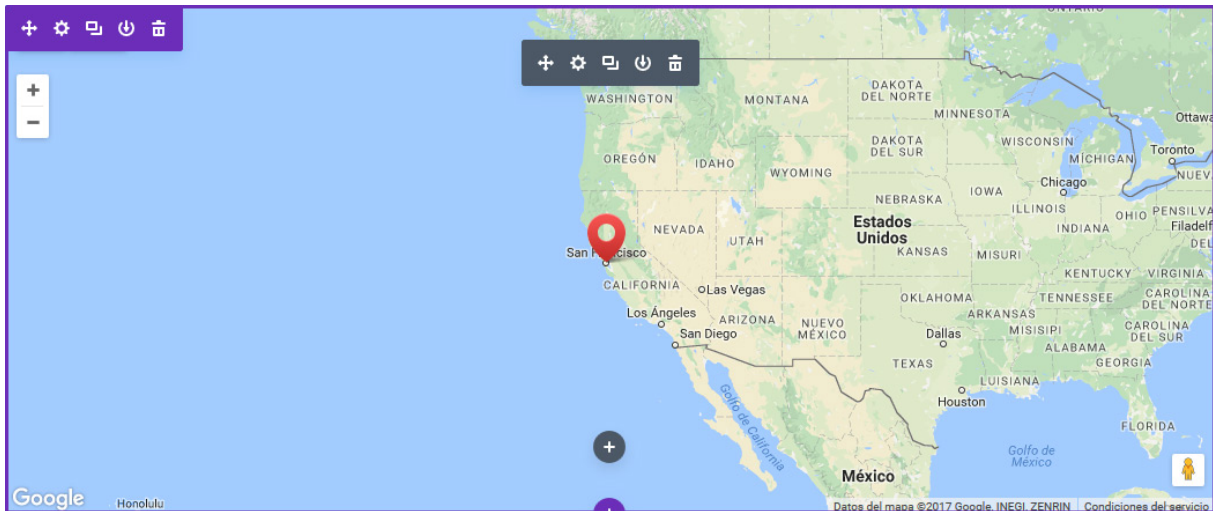 ONTARIO
WASHINGTON
MONTANA
DAKOTA
DEL NORTE
MINNESOTA
Ottawa
DAKOTA
DEL SUR
WISCONSIN
MÍCHIGAN
Toronto
OREGÓN
IDAHO
WYOMING
Chicago
NUEV
NEBRASKA
IOWA
ILLINOIS
OHIO
PENSILVA
Estados
Unidos
INDIANA
Filadelf
NEVADA
UTAH
DEL
San Francisco
KANSAS
MISURI
KENTUCKY
VIRGINIA
CALIFORNIA
Las Vegas
OKLAHOMA
TENNESSEE
CAROLINA
DEL NORTE
Los Ángeles
ARIZONA
NUEVO
MÉXICO
ARKANSAS
San Diego
Dallas
MISISIPI
CAROLINA
DEL SUR
ALABAMA
TEXAS
GEORGIA
LUISIANA
Houston
Golfo de California
FLORIDA
Golfo de
México
México
Google
Honolulu
Datos del mapa ©2017 Google, INEGI, ZENRIN
Condiciones del servicio